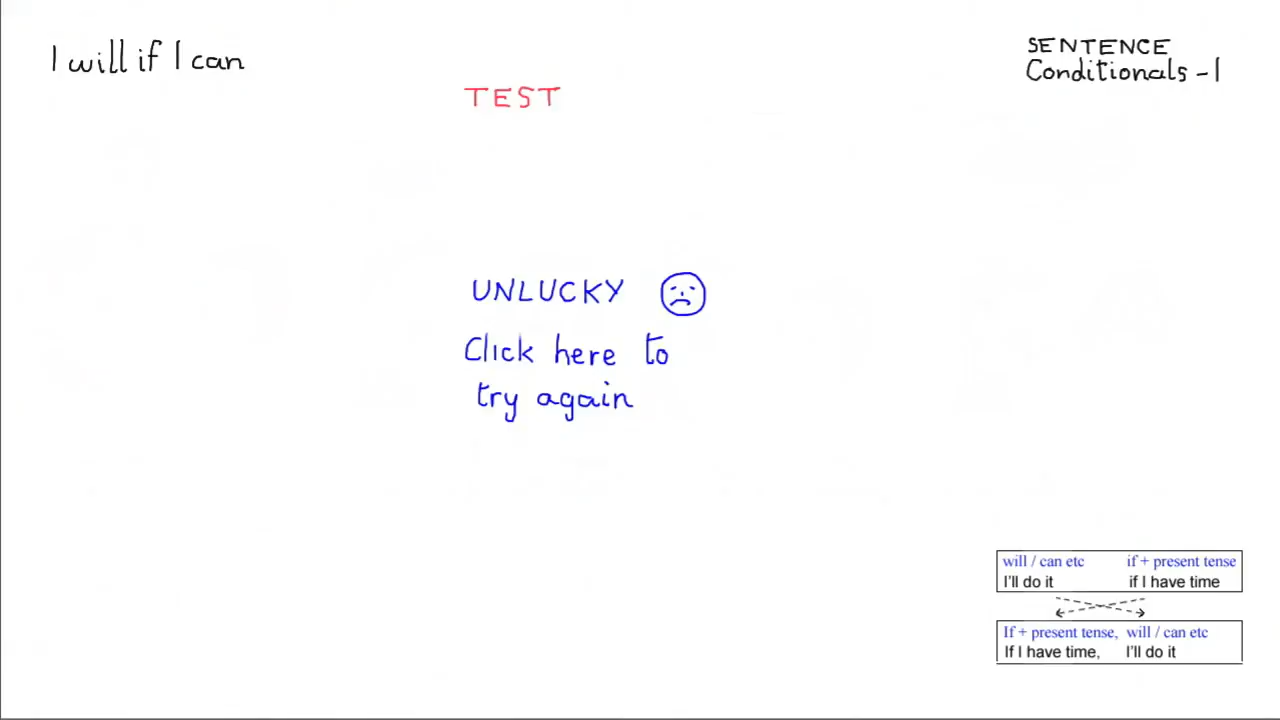 I will if I can
SENTENCE
Conditionals - 1
TEST
UNLUCKY
Click here to
try again
will / can etc if + present tense
I'll do it if I have time
If + present tense, will / can etc
If I have time, I'll do it